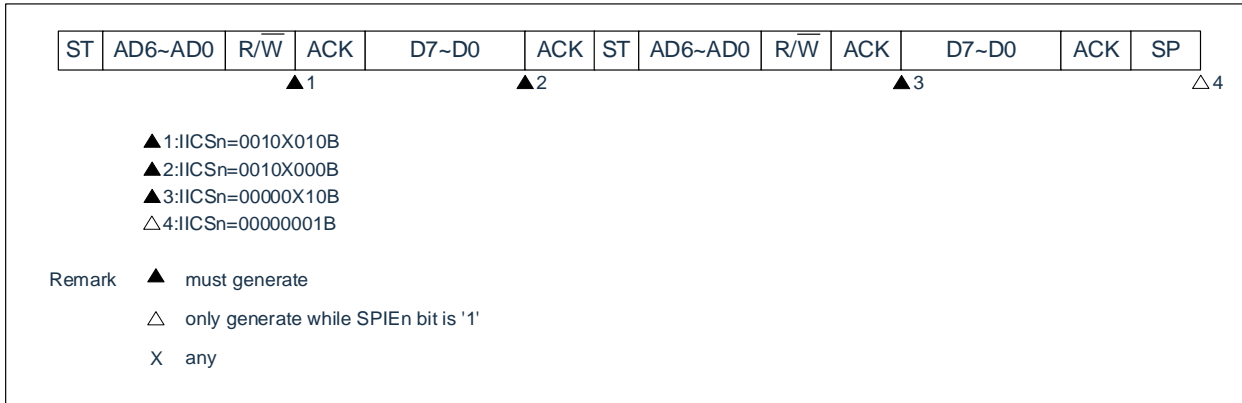 ST AD6~AD0 R/W̅ ACK D7~D0 ACK ST AD6~AD0 R/W̅ ACK D7~D0 ACK SP
▲1 ▲2 ▲3 △4
▲1:IICSn=0010X010B
▲2:IICSn=0010X000B
▲3:IICSn=00000X10B
△4:IICSn=00000001B
Remark ▲ must generate
△ only generate while SPIEn bit is '1'
X any